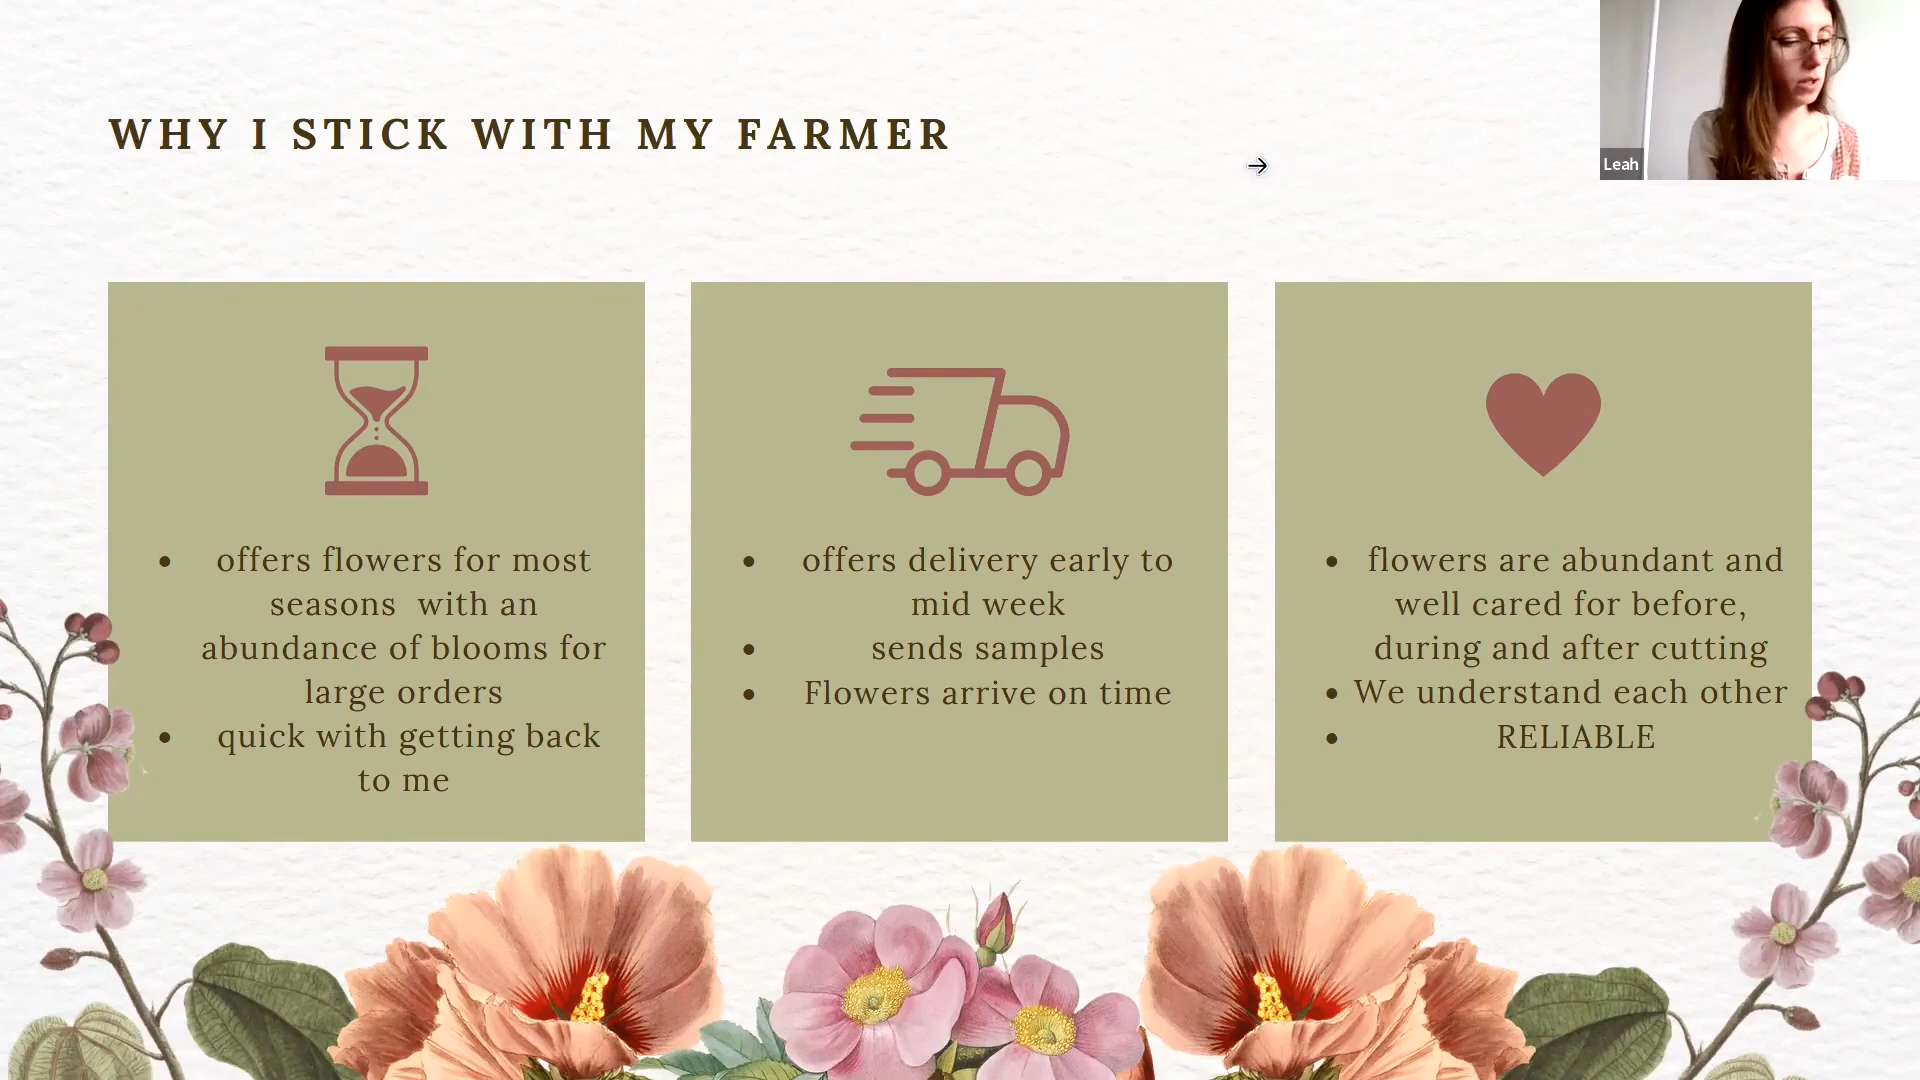 WHY I STICK WITH MY FARMER
Leah
• offers flowers for most
seasons  with an
abundance of blooms for
large orders
• quick with getting back
to me
• offers delivery early to
mid week
• sends samples
• Flowers arrive on time
• flowers are abundant and
well cared for before,
during and after cutting
• We understand each other
• RELIABLE